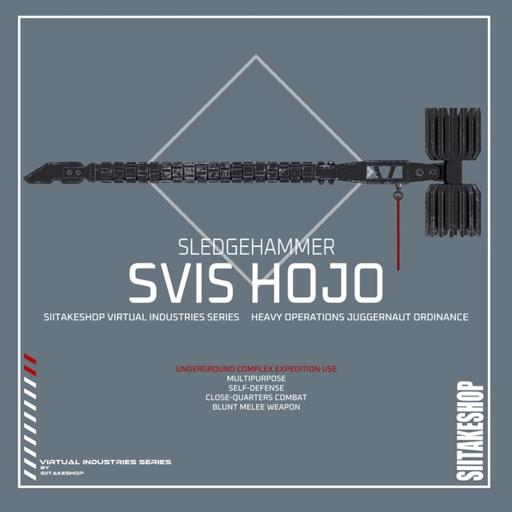 SLEDGEHAMMER
SVIS HOJO
SIITAKESHOP VIRTUAL INDUSTRIES SERIES HEAVY OPERATIONS JUGGERNAUT ORDINANCE
UNDERGROUND COMPLEX EXPEDITION USE
MULTIPURPOSE
SELF-DEFENSE
CLOSE-QUARTERS COMBAT
BLUNT MELEE WEAPON
VIRTUAL INDUSTRIES SERIES
BY
SIITAKESHOP
SIITAKESHOP